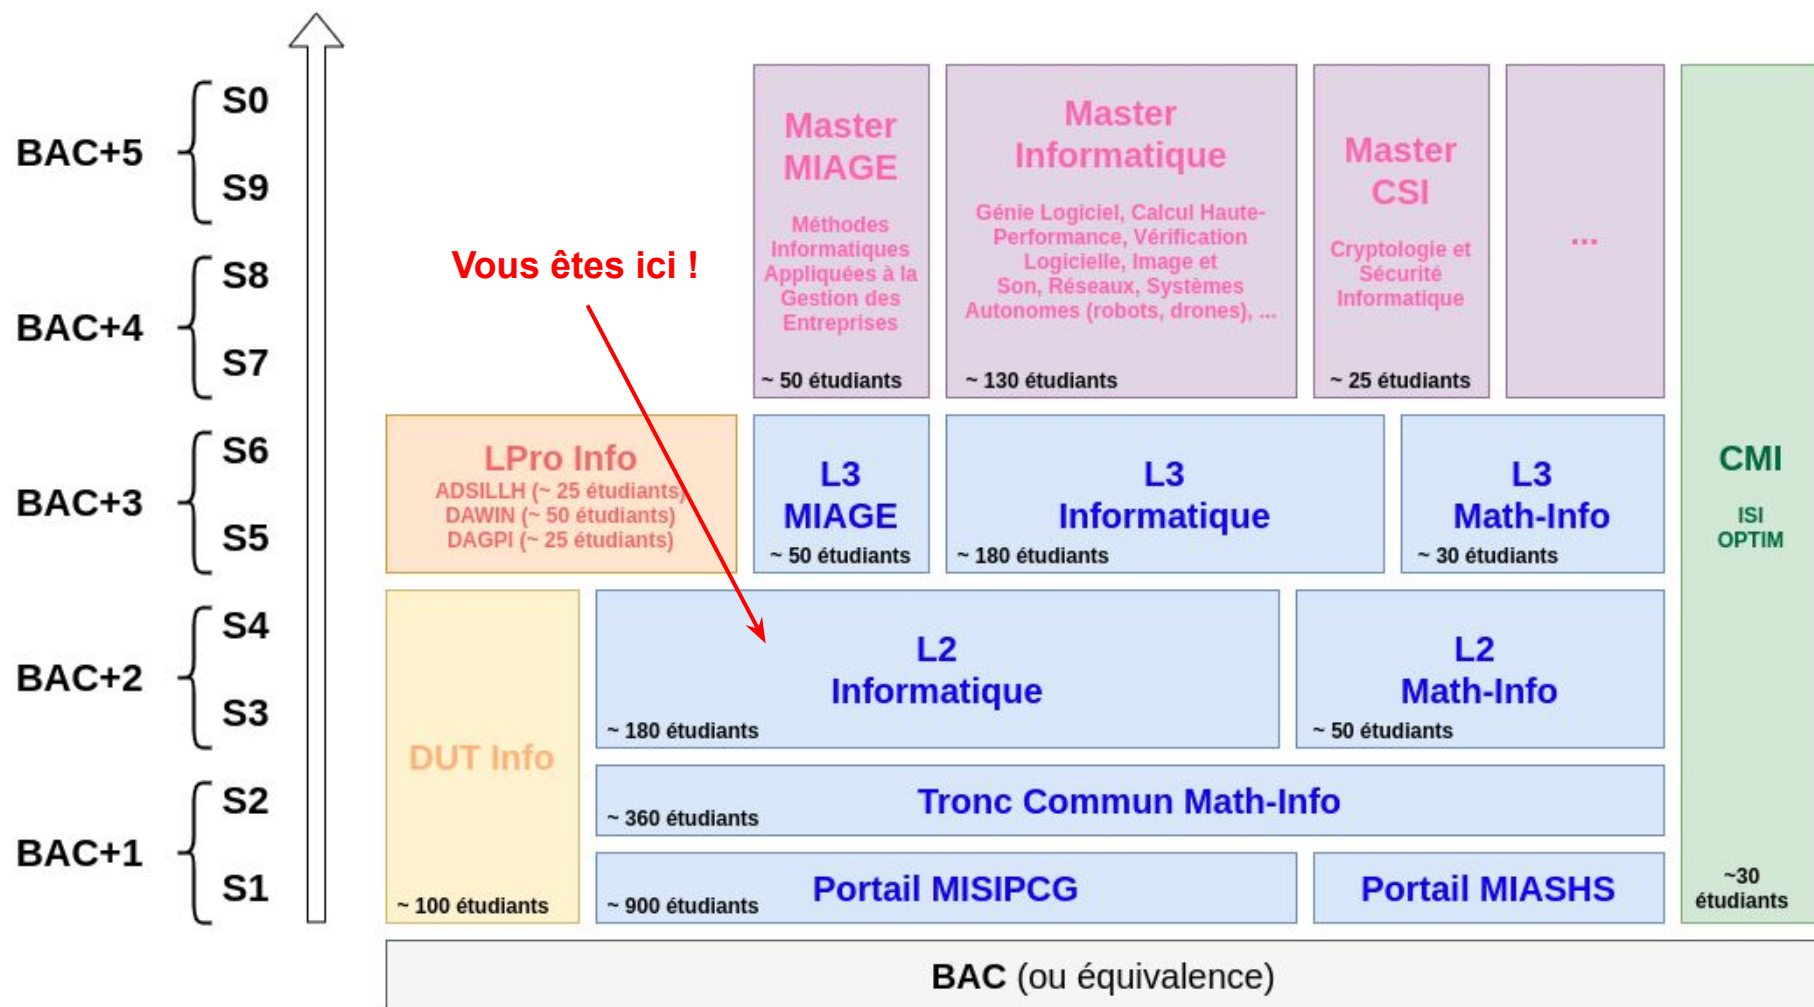 BAC+5
S0
S9
BAC+4
S8
S7
BAC+3
S6
S5
BAC+2
S4
S3
BAC+1
S2
S1
Vous êtes ici !
Master
MIAGE
Méthodes
Informatiques
Appliquées à la
Gestion des
Entreprises
~ 50 étudiants
Master
Informatique
Génie Logiciel, Calcul Haute-
Performance, Vérification
Logicielle, Image et
Son, Réseaux, Systèmes
Autonomes (robots, drones), ...
~ 130 étudiants
Master
CSI
Cryptologie et
Sécurité
Informatique
~ 25 étudiants
...
LPro Info
ADSILLH (~ 25 étudiants)
DAWIN (~ 50 étudiants)
DAGPI (~ 25 étudiants)
L3
MIAGE
~ 50 étudiants
L3
Informatique
~ 180 étudiants
L3
Math-Info
~ 30 étudiants
CMI
ISI
OPTIM
~30
étudiants
DUT Info
~ 100 étudiants
L2
Informatique
~ 180 étudiants
L2
Math-Info
~ 50 étudiants
Tronc Commun Math-Info
~ 360 étudiants
Portail MISIPCG
~ 900 étudiants
Portail MIASHS
BAC (ou équivalence)